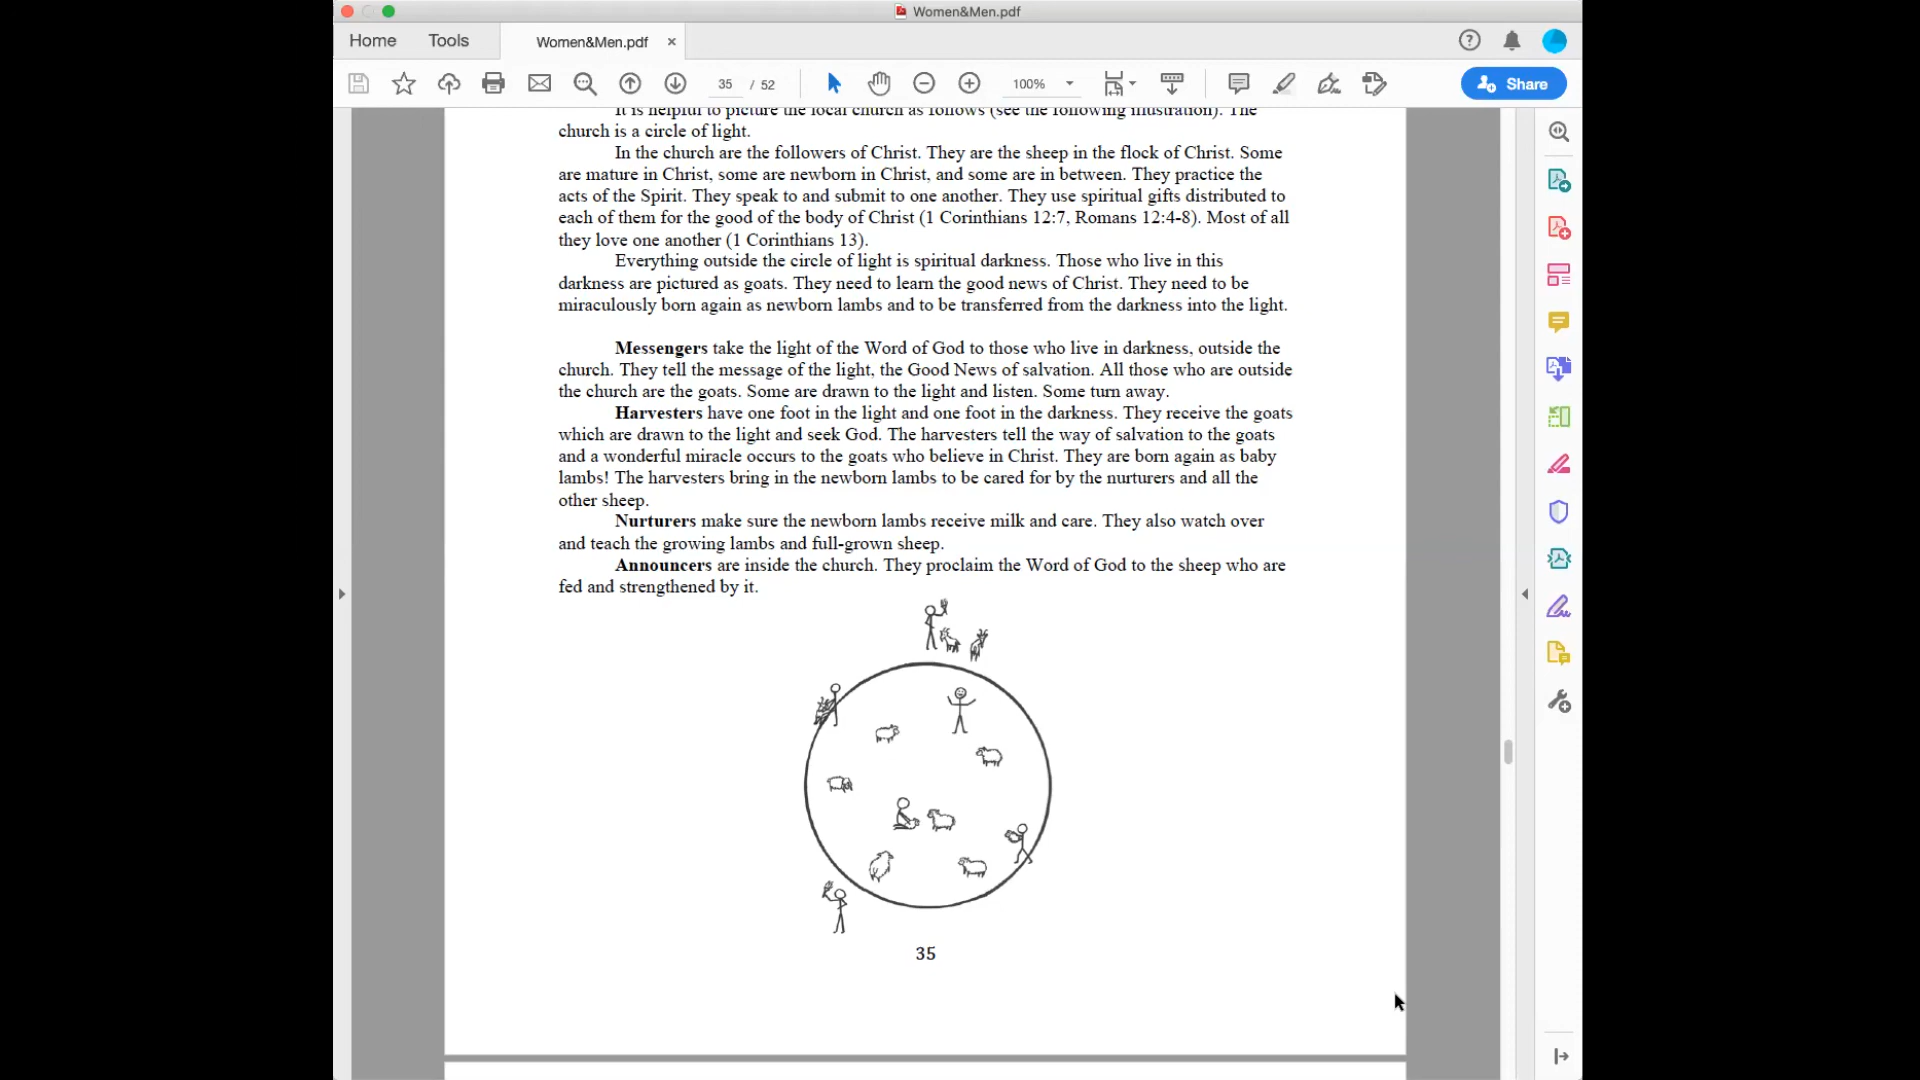 Women&Men.pdf
Home Tools Women&Men.pdf ×
35 / 52 100% Share
It is helpful to picture the local church as follows (see the following illustration). The
church is a circle of light.
In the church are the followers of Christ. They are the sheep in the flock of Christ. Some
are mature in Christ, some are newborn in Christ, and some are in between. They practice the
acts of the Spirit. They speak to and submit to one another. They use spiritual gifts distributed to
each of them for the good of the body of Christ (1 Corinthians 12:7, Romans 12:4-8). Most of all
they love one another (1 Corinthians 13).
Everything outside the circle of light is spiritual darkness. Those who live in this
darkness are pictured as goats. They need to learn the good news of Christ. They need to be
miraculously born again as newborn lambs and to be transferred from the darkness into the light.
Messengers take the light of the Word of God to those who live in darkness, outside the
church. They tell the message of the light, the Good News of salvation. All those who are outside
the church are the goats. Some are drawn to the light and listen. Some turn away.
Harvesters have one foot in the light and one foot in the darkness. They receive the goats
which are drawn to the light and seek God. The harvesters tell the way of salvation to the goats
and a wonderful miracle occurs to the goats who believe in Christ. They are born again as baby
lambs! The harvesters bring in the newborn lambs to be cared for by the nurturers and all the
other sheep.
Nurturers make sure the newborn lambs receive milk and care. They also watch over
and teach the growing lambs and full-grown sheep.
Announcers are inside the church. They proclaim the Word of God to the sheep who are
fed and strengthened by it.
35